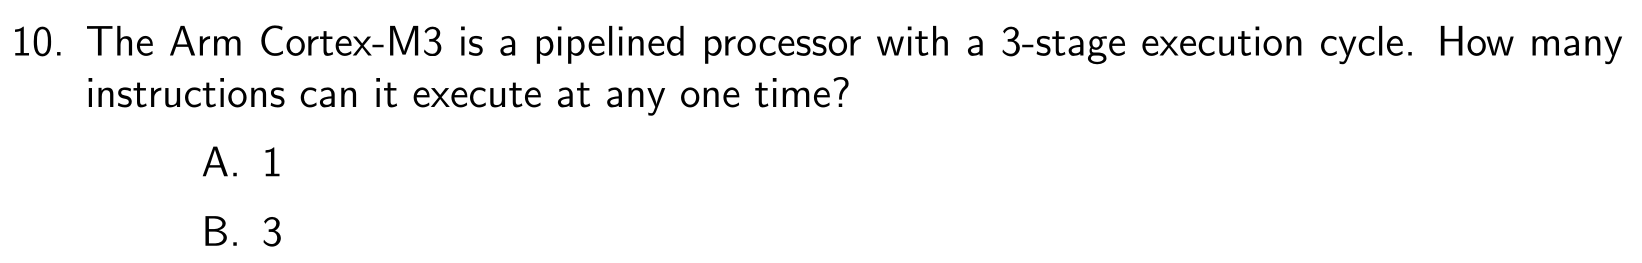 10. The Arm Cortex-M3 is a pipelined processor with a 3-stage execution cycle. How many
instructions can it execute at any one time?
A. 1
B. 3